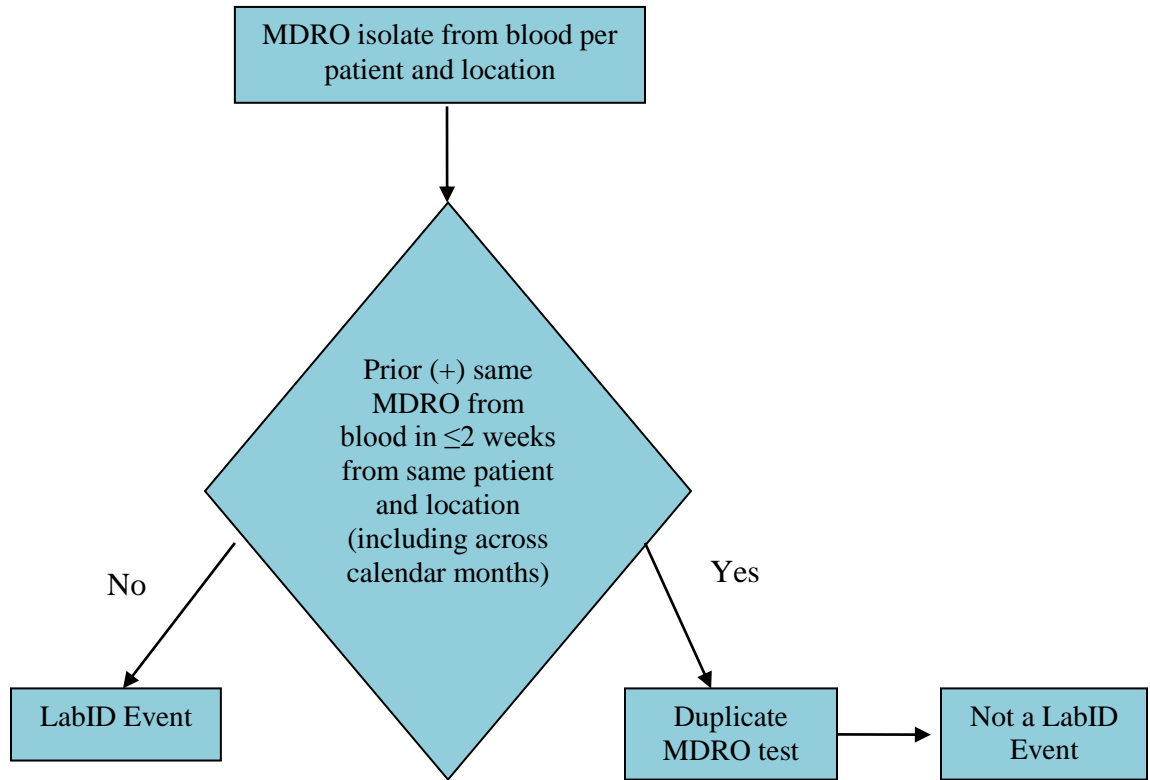 MDRO isolate from blood per
patient and location
Prior (+) same
MDRO from
blood in ≤2 weeks
from same patient
and location
(including across
calendar months)
No
Yes
LabID Event
Duplicate
MDRO test
Not a LabID
Event